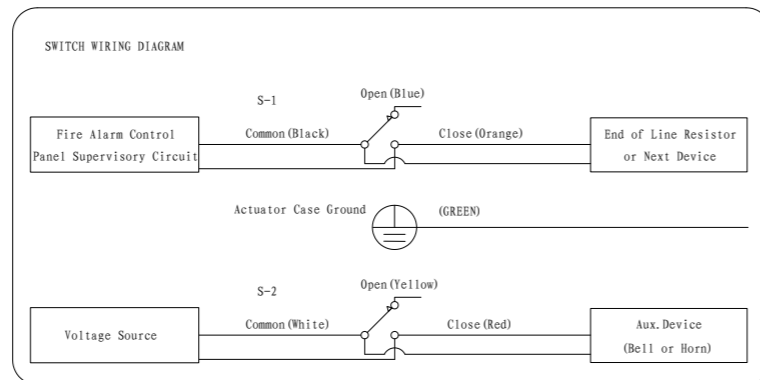 SWITCH WIRING DIAGRAM
S-1
Open(Blue)
Fire Alarm Control
Panel Supervisory Circuit
Common(Black)
Close(Orange)
End of Line Resistor
or Next Device
Actuator Case Ground
(GREEN)
S-2
Open(Yellow)
Voltage Source
Common(White)
Close(Red)
Aux.Device
(Bell or Horn)